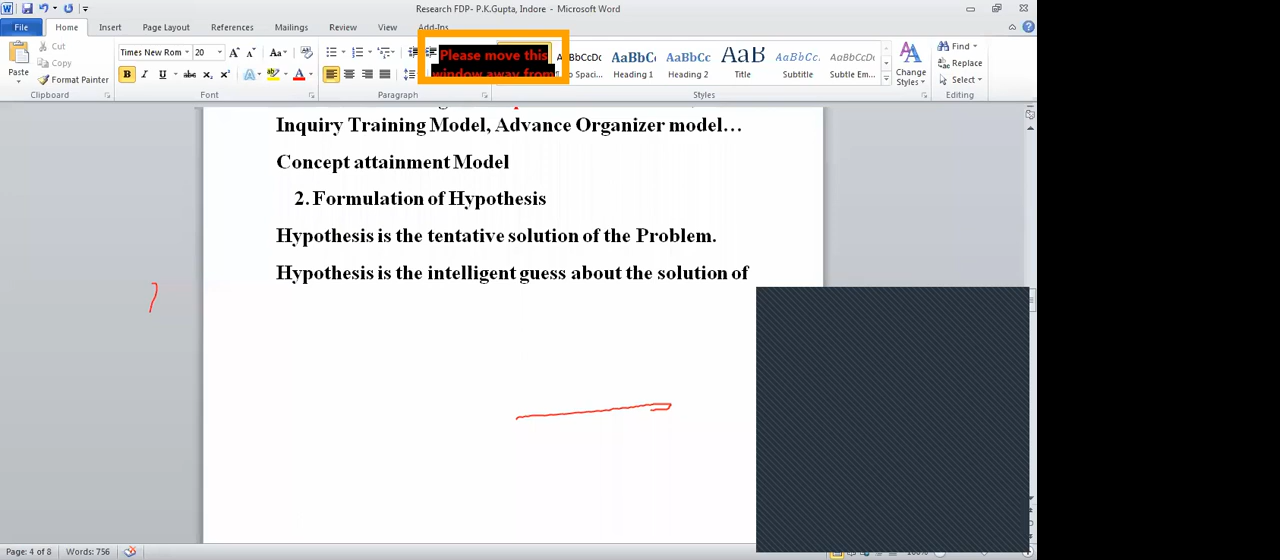 Research FDP- P.K.Gupta, Indore - Microsoft Word
File Home Insert Page Layout References Mailings Review View Add-Ins
Cut
Copy
Format Painter
Paste
Times New Rom 20
Please move this
window away from
AaBbCcDc
o Spaci... Heading 1 Heading 2 Title Subtitle Subtle Em...
Change
Styles
Find
Replace
Select
Clipboard Font Paragraph Styles Editing
Inquiry Training Model, Advance Organizer model…
Concept attainment Model
2. Formulation of Hypothesis
Hypothesis is the tentative solution of the Problem.
Hypothesis is the intelligent guess about the solution of
Page: 4 of 8 Words: 756